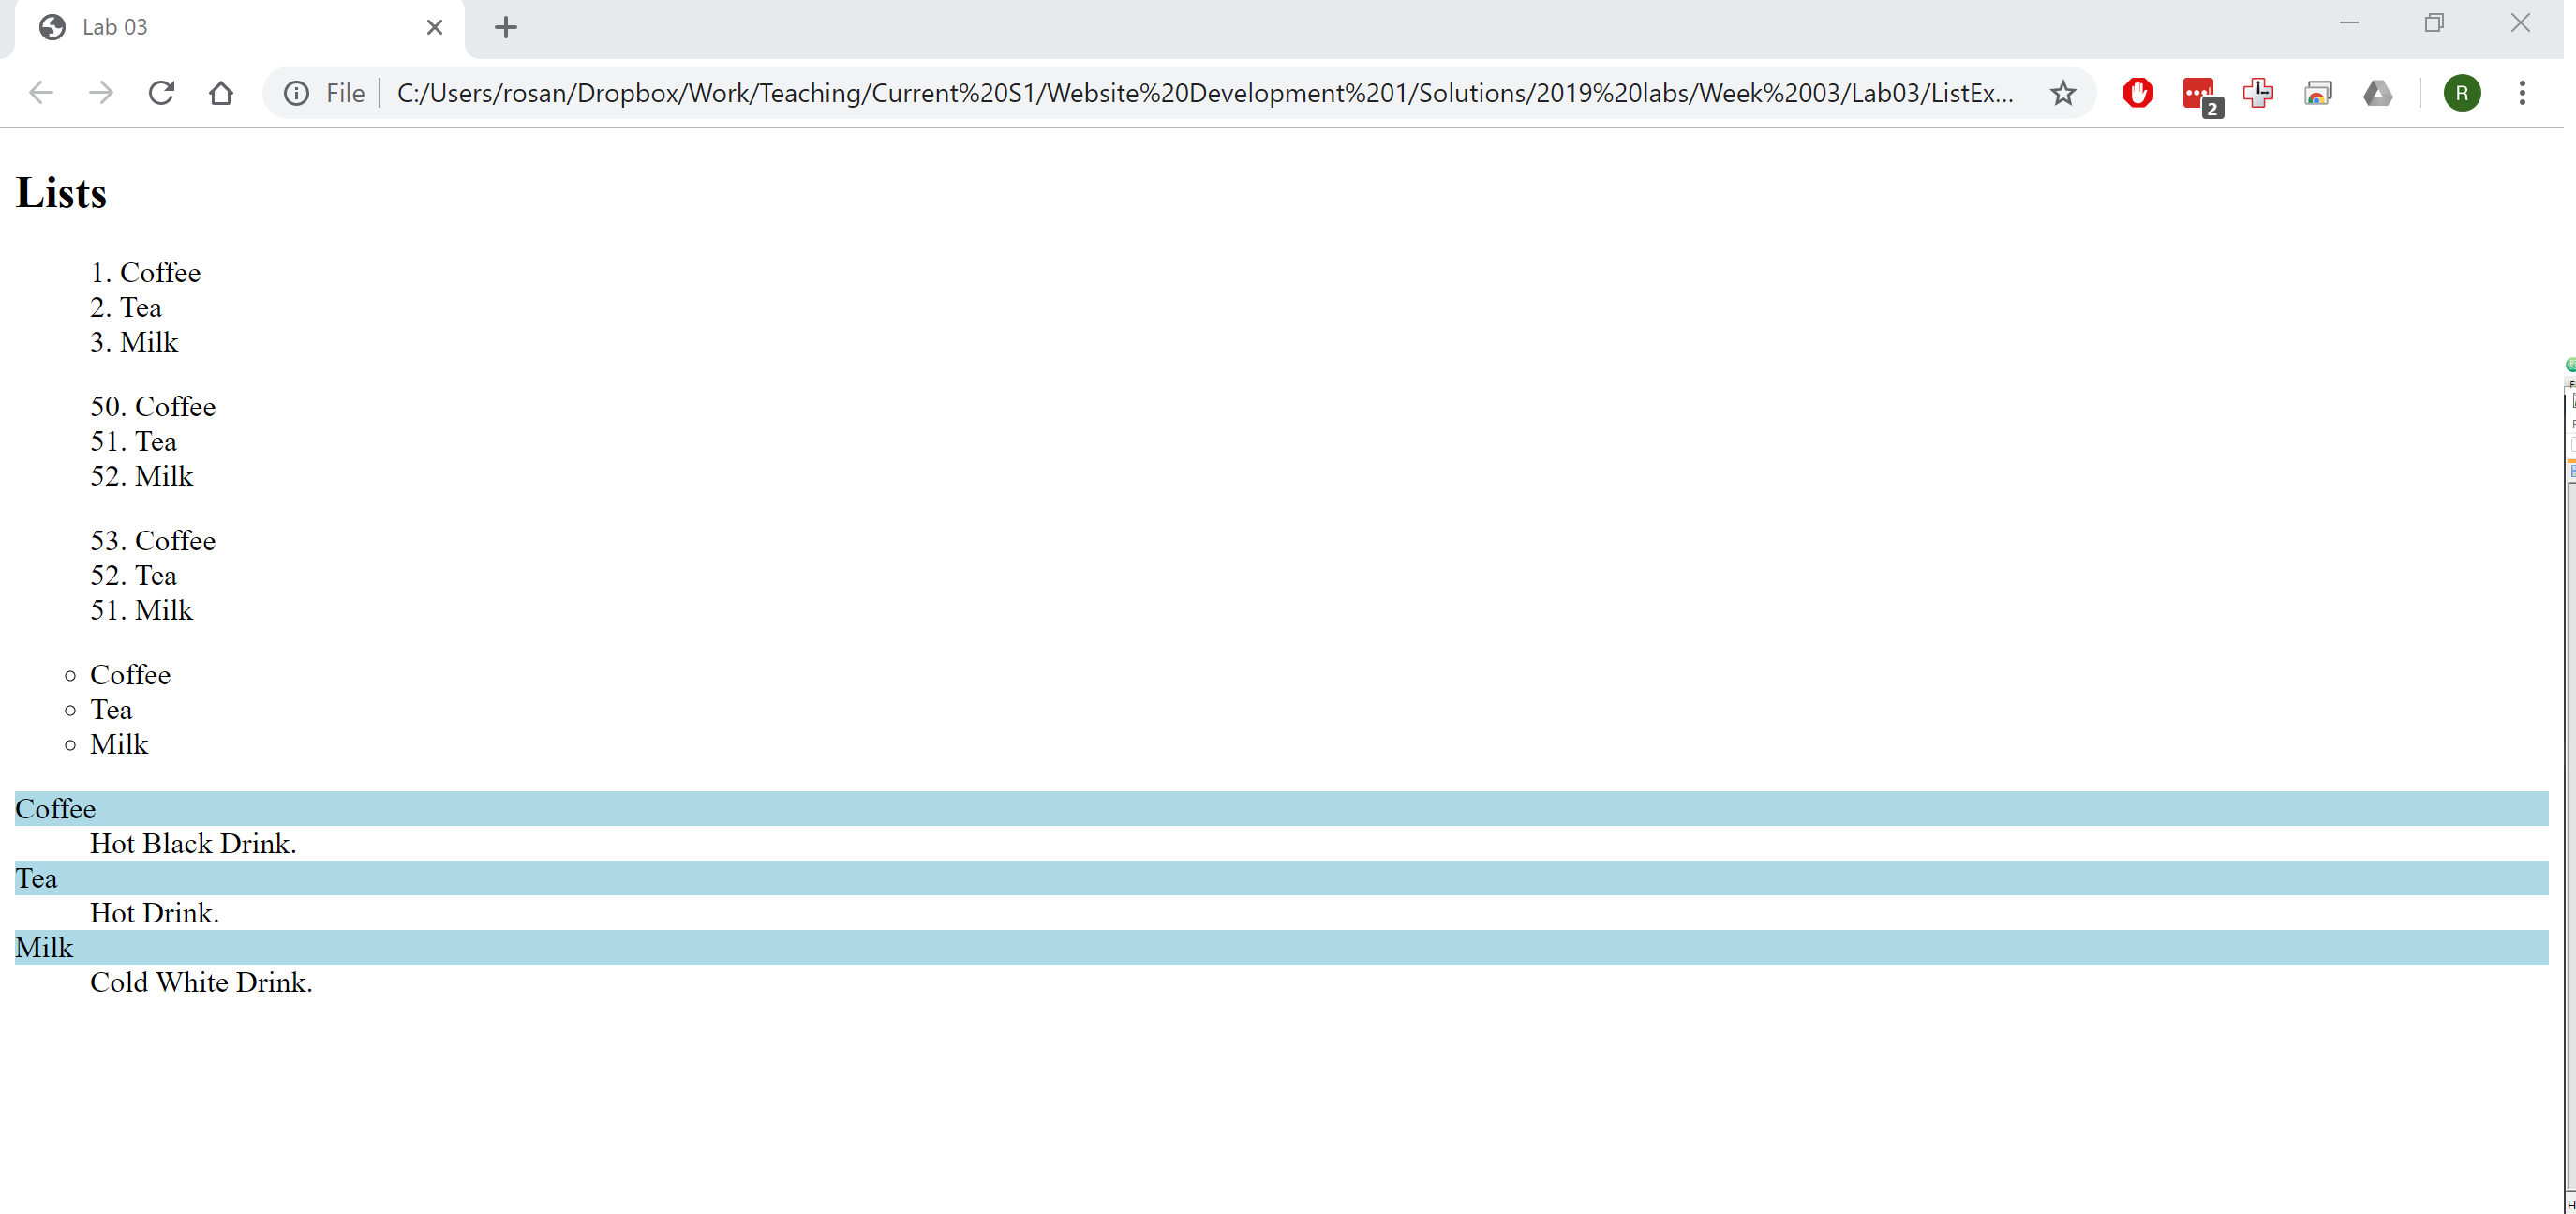 Lab 03
File C:/Users/rosan/Dropbox/Work/Teaching/Current%20S1/Website%20Development%201/Solutions/2019%20labs/Week%2003/Lab03/ListEx... 2 R
Lists
1. Coffee
2. Tea
3. Milk
50. Coffee
51. Tea
52. Milk
53. Coffee
52. Tea
51. Milk
Coffee
Tea
Milk
Coffee
Hot Black Drink.
Tea
Hot Drink.
Milk
Cold White Drink.